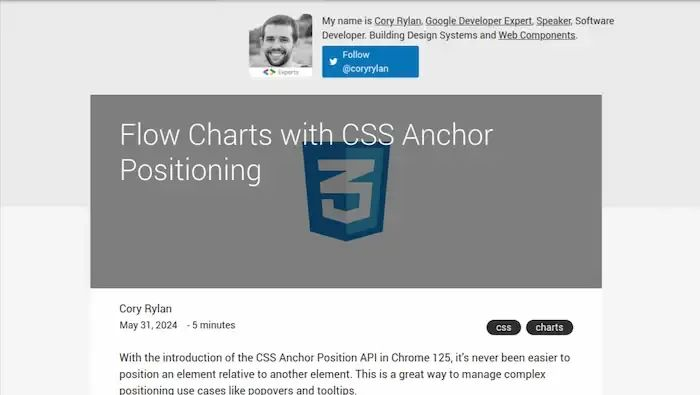 My name is Cory Rylan, Google Developer Expert, Speaker, Software
Developer. Building Design Systems and Web Components.
Experts
Follow
@coryrylan
Flow Charts with CSS Anchor
Positioning
3
Cory Rylan
May 31, 2024 - 5 minutes
css charts
With the introduction of the CSS Anchor Position API in Chrome 125, it's never been easier to
position an element relative to another element. This is a great way to manage complex
positioning use cases like popovers and tooltips.